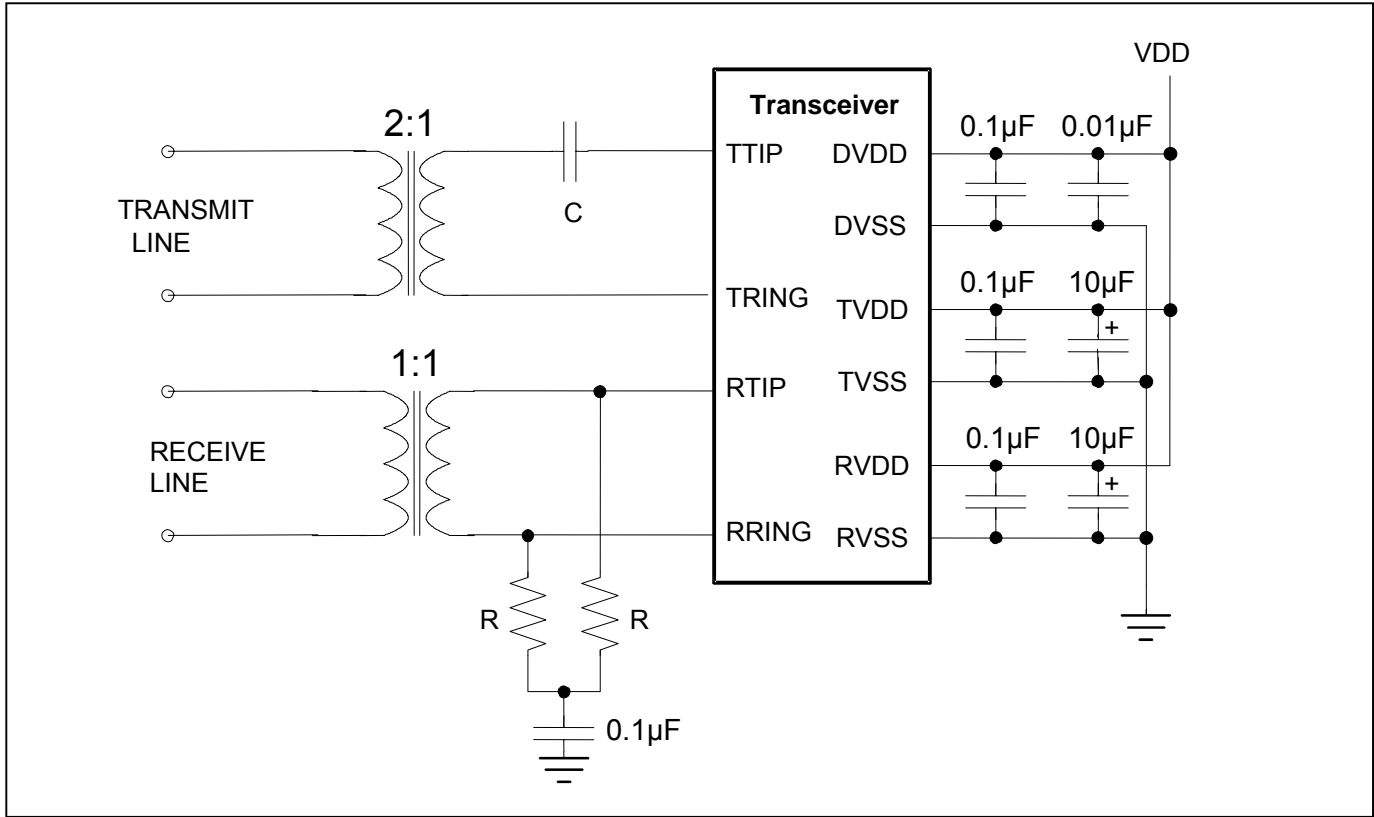 VDD
Transceiver
2:1
0.1µF
0.01µF
TTIP
DVDD
TRANSMIT
LINE
C
DVSS
0.1µF
10µF
TRING
TVDD
+
1:1
RTIP
TVSS
0.1µF
10µF
RECEIVE
LINE
RVDD
+
RRING
RVSS
R
R
0.1µF